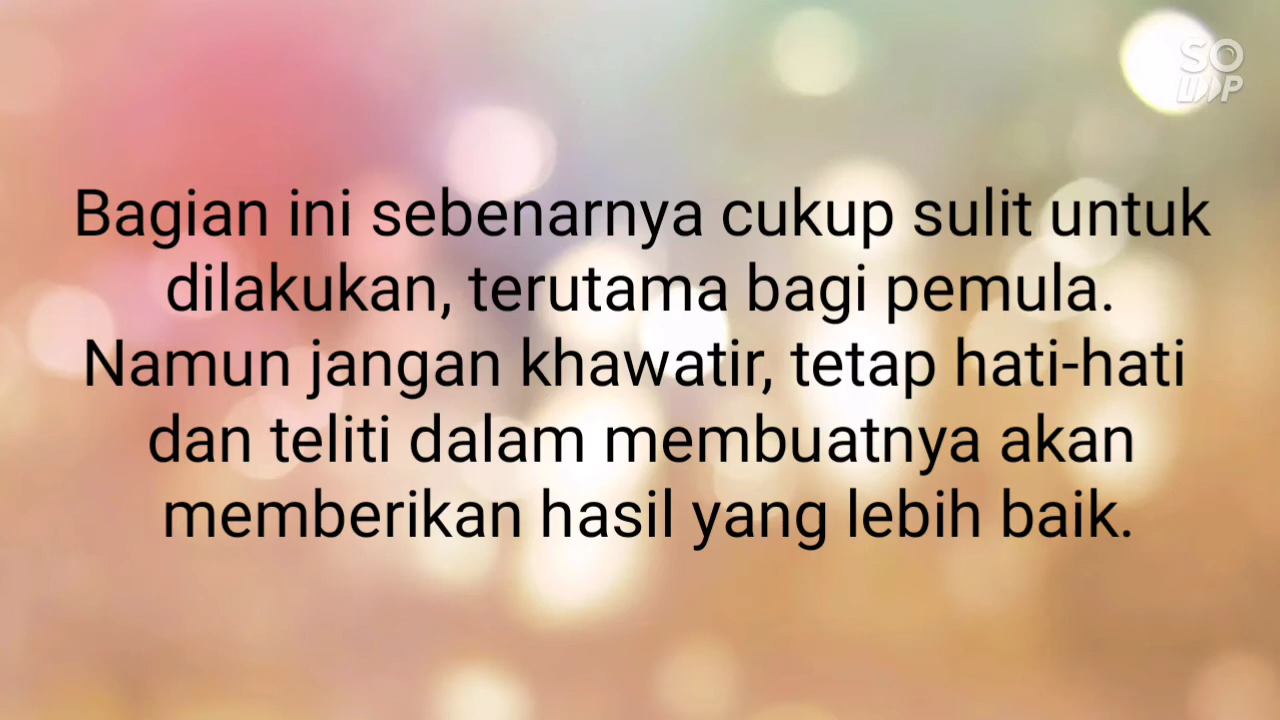 SO
LOOP
Bagian ini sebenarnya cukup sulit untuk
dilakukan, terutama bagi pemula.
Namun jangan khawatir, tetap hati-hati
dan teliti dalam membuatnya akan
memberikan hasil yang lebih baik.